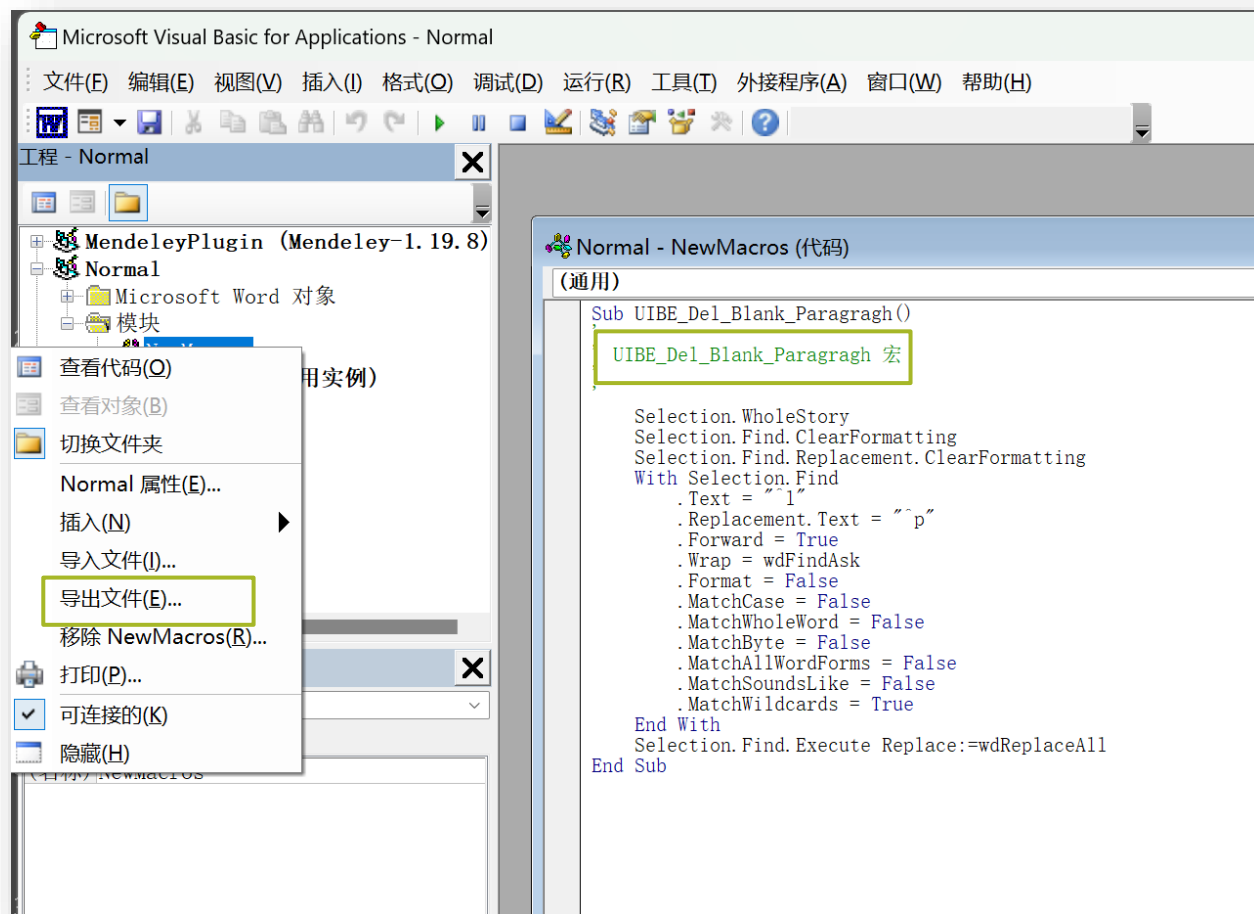 Microsoft Visual Basic for Applications - Normal
文件(F) 编辑(E) 视图(V) 插入(I) 格式(O) 调试(D) 运行(R) 工具(T) 外接程序(A) 窗口(W) 帮助(H)
工程 - Normal
MendeleyPlugin (Mendeley-1.19.8)
Normal
Microsoft Word 对象
模块
用实例)
查看代码(O)
查看对象(B)
切换文件夹
Normal 属性(E)...
插入(N)
导入文件(I)...
导出文件(E)...
移除 NewMacros(R)...
打印(P)...
可连接的(K)
隐藏(H)
(名称) NewMacros
Normal - NewMacros (代码)
(通用)
Sub UIBE_Del_Blank_Paragragh()
'
' UIBE_Del_Blank_Paragragh 宏
'
'
Selection.WholeStory
Selection.Find.ClearFormatting
Selection.Find.Replacement.ClearFormatting
With Selection.Find
.Text = "^l"
.Replacement.Text = "^p"
.Forward = True
.Wrap = wdFindAsk
.Format = False
.MatchCase = False
.MatchWholeWord = False
.MatchByte = False
.MatchAllWordForms = False
.MatchSoundsLike = False
.MatchWildcards = True
End With
Selection.Find.Execute Replace:=wdReplaceAll
End Sub